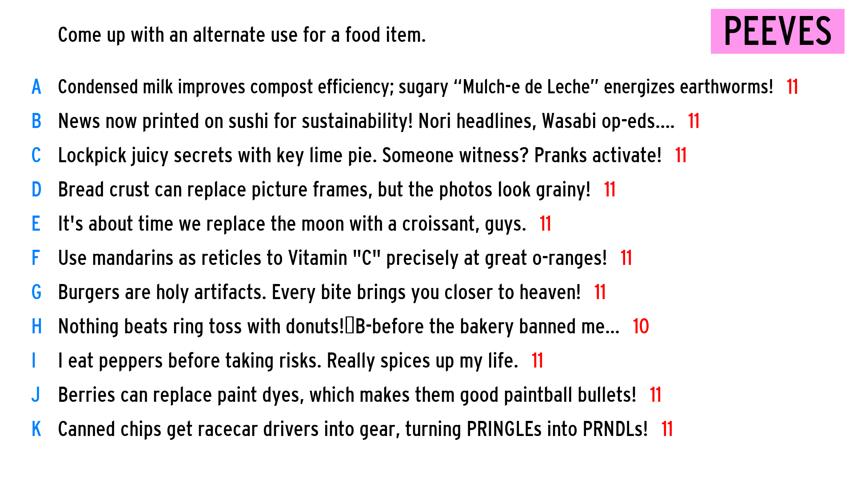 Come up with an alternate use for a food item.
PEEVES
A Condensed milk improves compost efficiency; sugary “Mulch-e de Leche” energizes earthworms! 11
B News now printed on sushi for sustainability! Nori headlines, Wasabi op-eds.... 11
C Lockpick juicy secrets with key lime pie. Someone witness? Pranks activate! 11
D Bread crust can replace picture frames, but the photos look grainy! 11
E It's about time we replace the moon with a croissant, guys. 11
F Use mandarins as reticles to Vitamin "C" precisely at great o-ranges! 11
G Burgers are holy artifacts. Every bite brings you closer to heaven! 11
H Nothing beats ring toss with donuts!▯B-before the bakery banned me... 10
I I eat peppers before taking risks. Really spices up my life. 11
J Berries can replace paint dyes, which makes them good paintball bullets! 11
K Canned chips get racecar drivers into gear, turning PRINGLEs into PRNDLs! 11